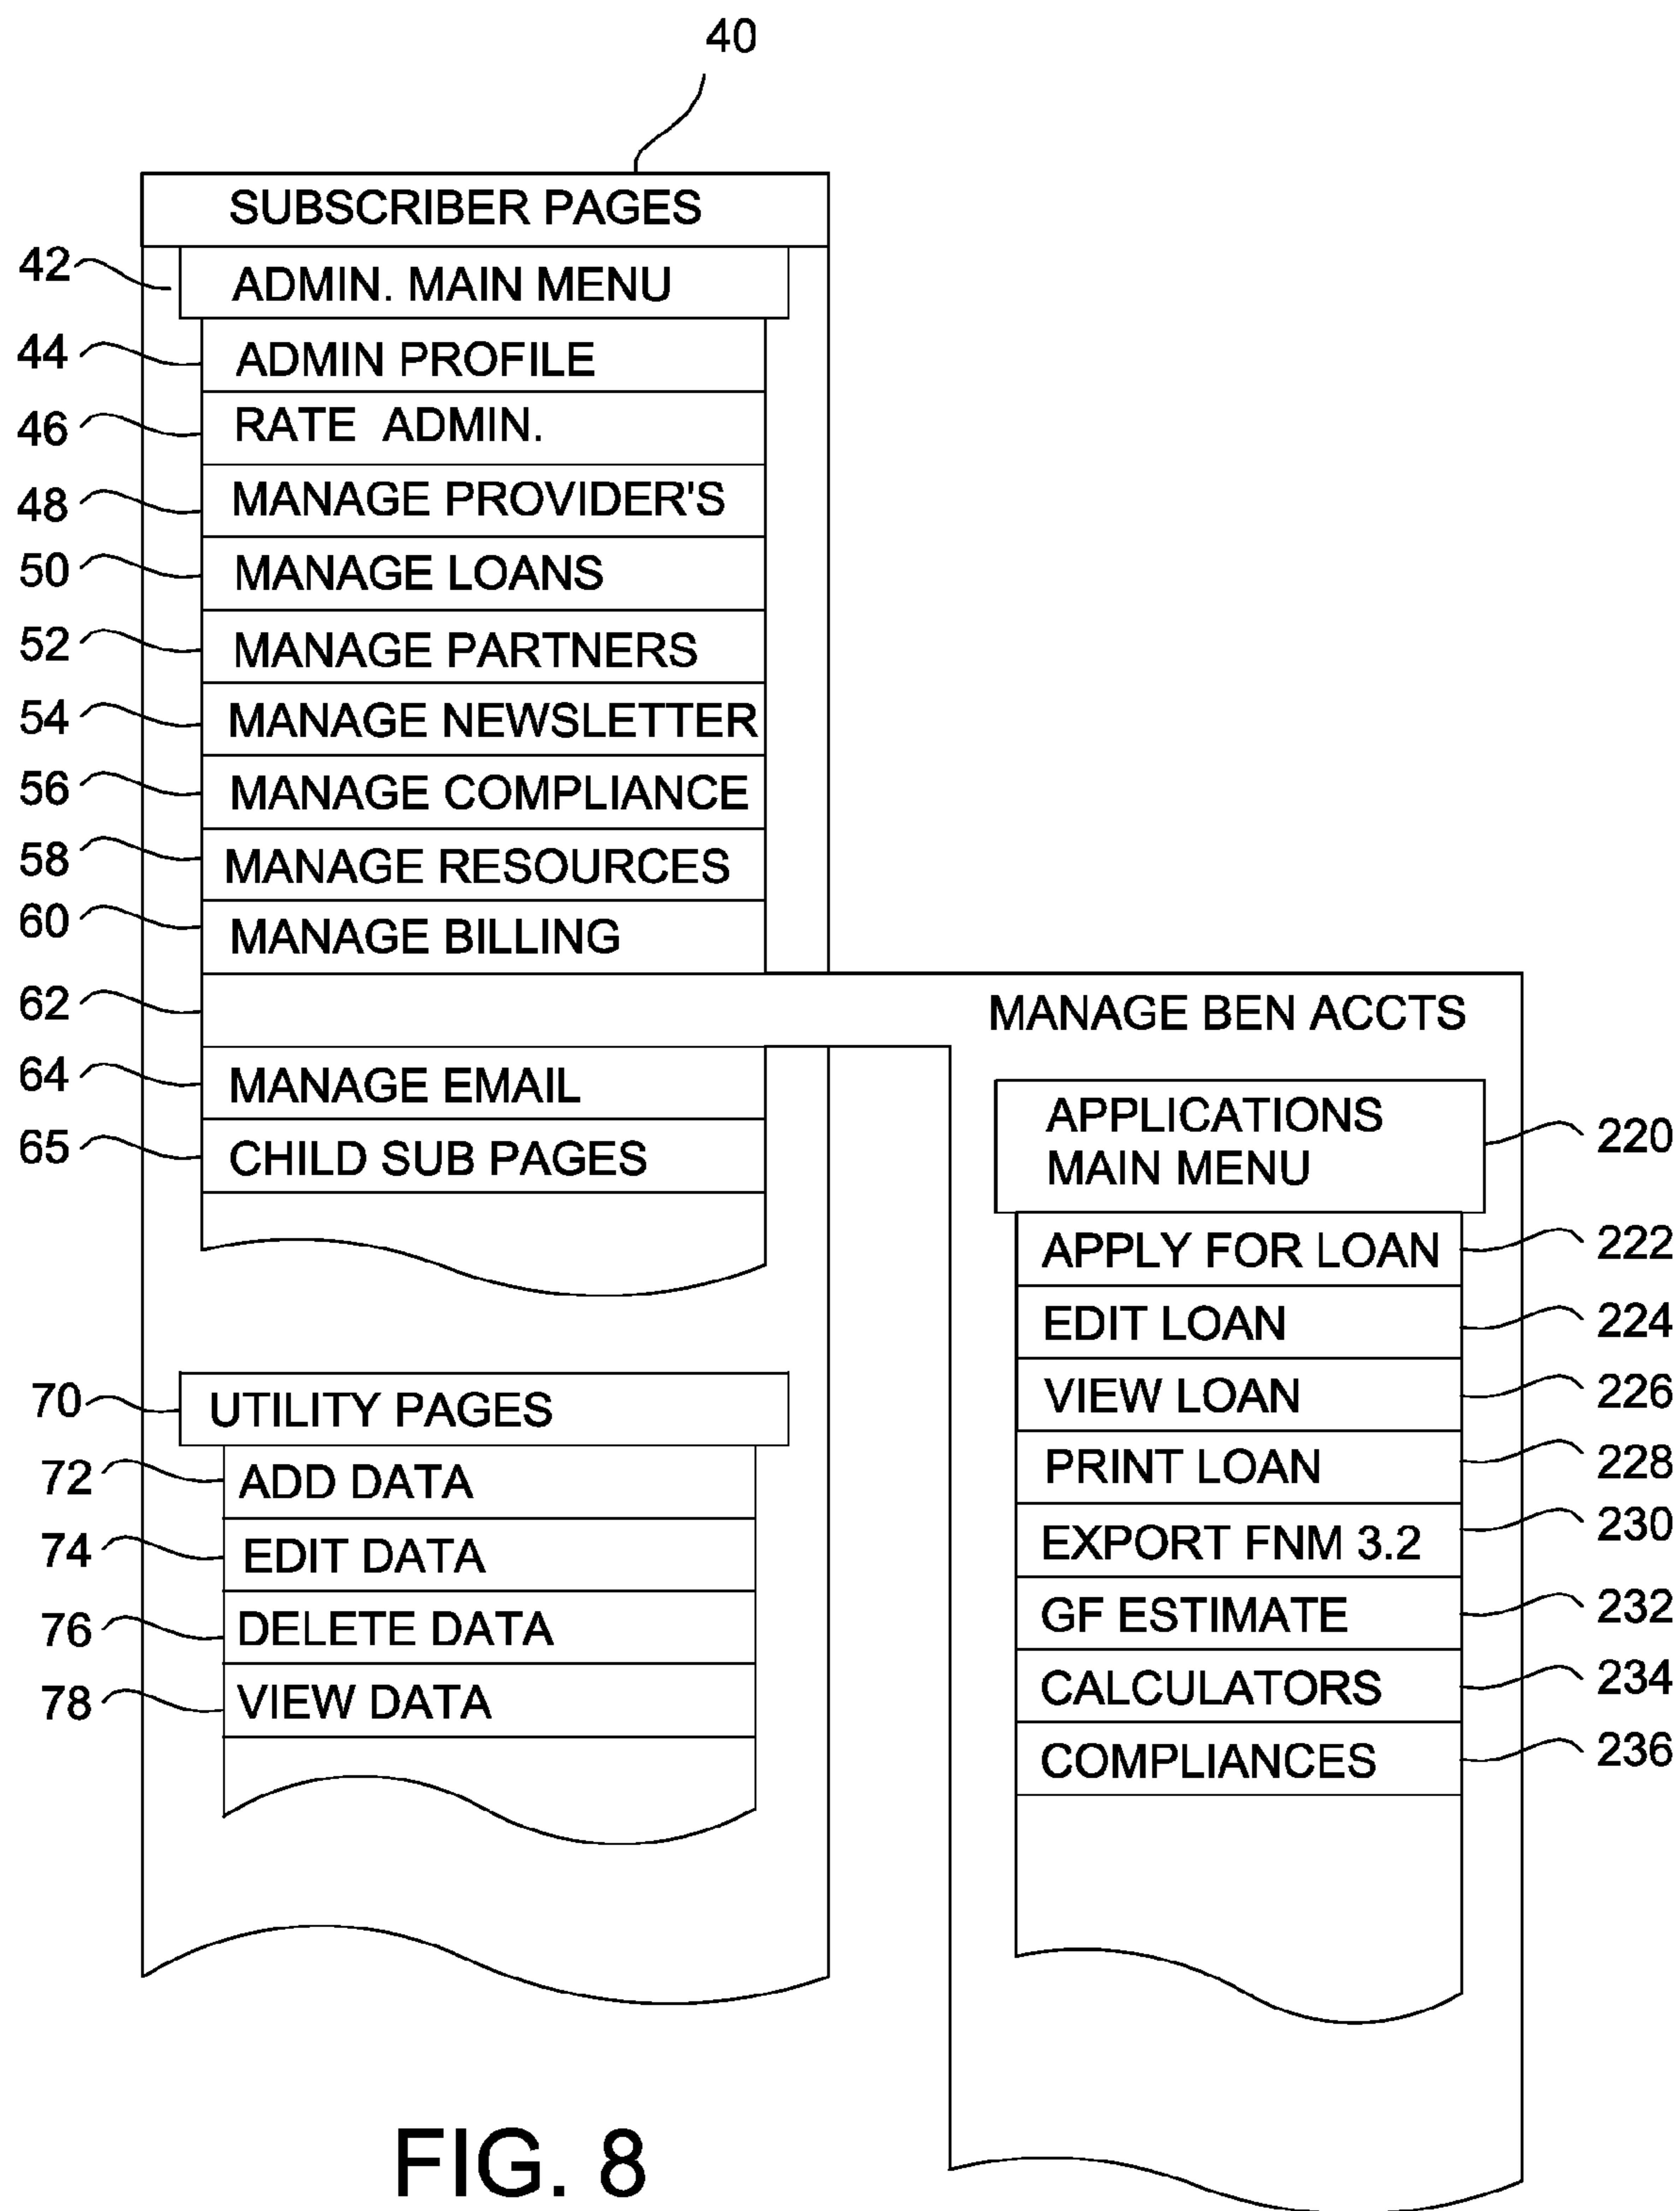 40
SUBSCRIBER PAGES
42 ADMIN. MAIN MENU
44 ADMIN PROFILE
46 RATE ADMIN.
48 MANAGE PROVIDER'S
50 MANAGE LOANS
52 MANAGE PARTNERS
54 MANAGE NEWSLETTER
56 MANAGE COMPLIANCE
58 MANAGE RESOURCES
60 MANAGE BILLING
62 MANAGE BEN ACCTS
64 MANAGE EMAIL
65 CHILD SUB PAGES
70 UTILITY PAGES
72 ADD DATA
74 EDIT DATA
76 DELETE DATA
78 VIEW DATA
APPLICATIONS
MAIN MENU 220
APPLY FOR LOAN 222
EDIT LOAN 224
VIEW LOAN 226
PRINT LOAN 228
EXPORT FNM 3.2 230
GF ESTIMATE 232
CALCULATORS 234
COMPLIANCES 236
FIG. 8